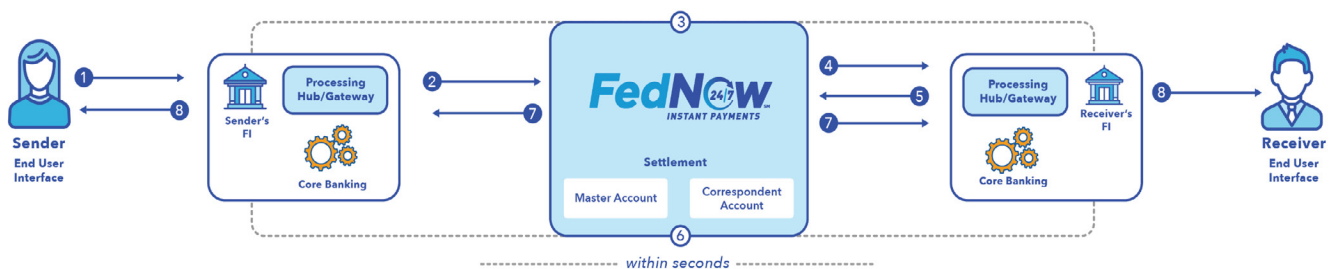 3
1
8
Sender
End User
Interface
Sender's
FI
Processing
Hub/Gateway
Core Banking
2
7
FedNow
24/7
SM
INSTANT PAYMENTS
Settlement
Master Account
Correspondent
Account
6
4
5
7
Processing
Hub/Gateway
Receiver's
FI
Core Banking
8
Receiver
End User
Interface
within seconds